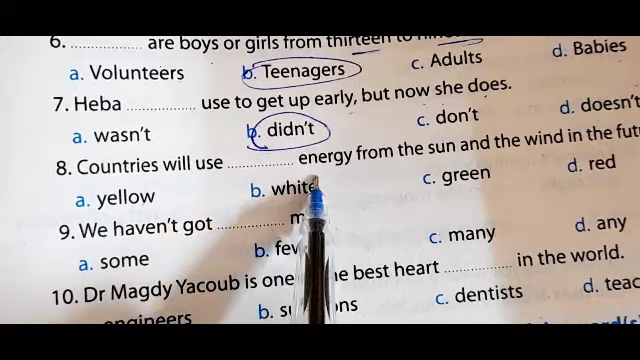 6. .............. are boys or girls from thirteen to
a. Volunteers b. Teenagers c. Adults d. Babies
7. Heba .............. use to get up early, but now she does.
a. wasn't b. didn't c. don't d. doesn't
8. Countries will use .............. energy from the sun and the wind in the
a. yellow b. white c. green d. red
9. We haven't got ..............
a. some b. few c. many d. any
10. Dr Magdy Yacoub is one he best heart .............. in the world.
engineers b. c. dentists d.